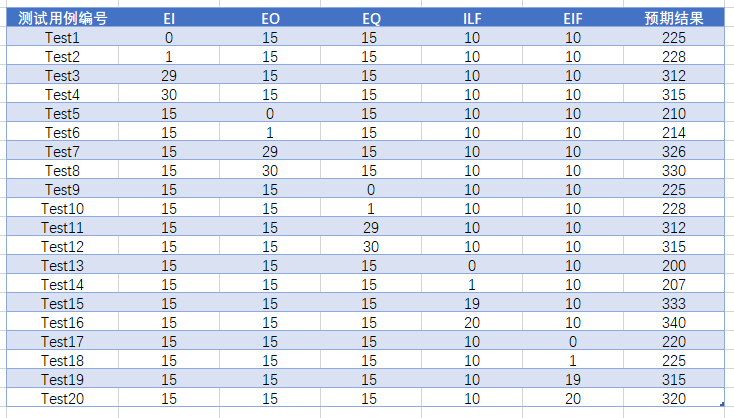 测试用例编号 EI EO EQ ILF EIF 预期结果
Test1 0 15 15 10 10 225
Test2 1 15 15 10 10 228
Test3 29 15 15 10 10 312
Test4 30 15 15 10 10 315
Test5 15 0 15 10 10 210
Test6 15 1 15 10 10 214
Test7 15 29 15 10 10 326
Test8 15 30 15 10 10 330
Test9 15 15 0 10 10 225
Test10 15 15 1 10 10 228
Test11 15 15 29 10 10 312
Test12 15 15 30 10 10 315
Test13 15 15 15 0 10 200
Test14 15 15 15 1 10 207
Test15 15 15 15 19 10 333
Test16 15 15 15 20 10 340
Test17 15 15 15 10 0 220
Test18 15 15 15 10 1 225
Test19 15 15 15 10 19 315
Test20 15 15 15 10 20 320